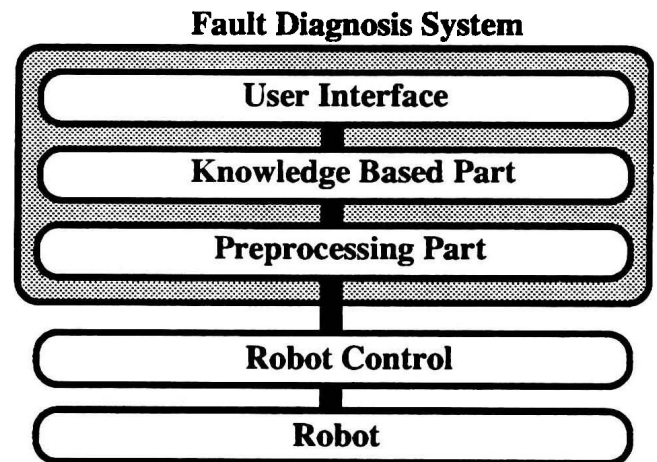 Fault Diagnosis System
User Interface
Knowledge Based Part
Preprocessing Part
Robot Control
Robot